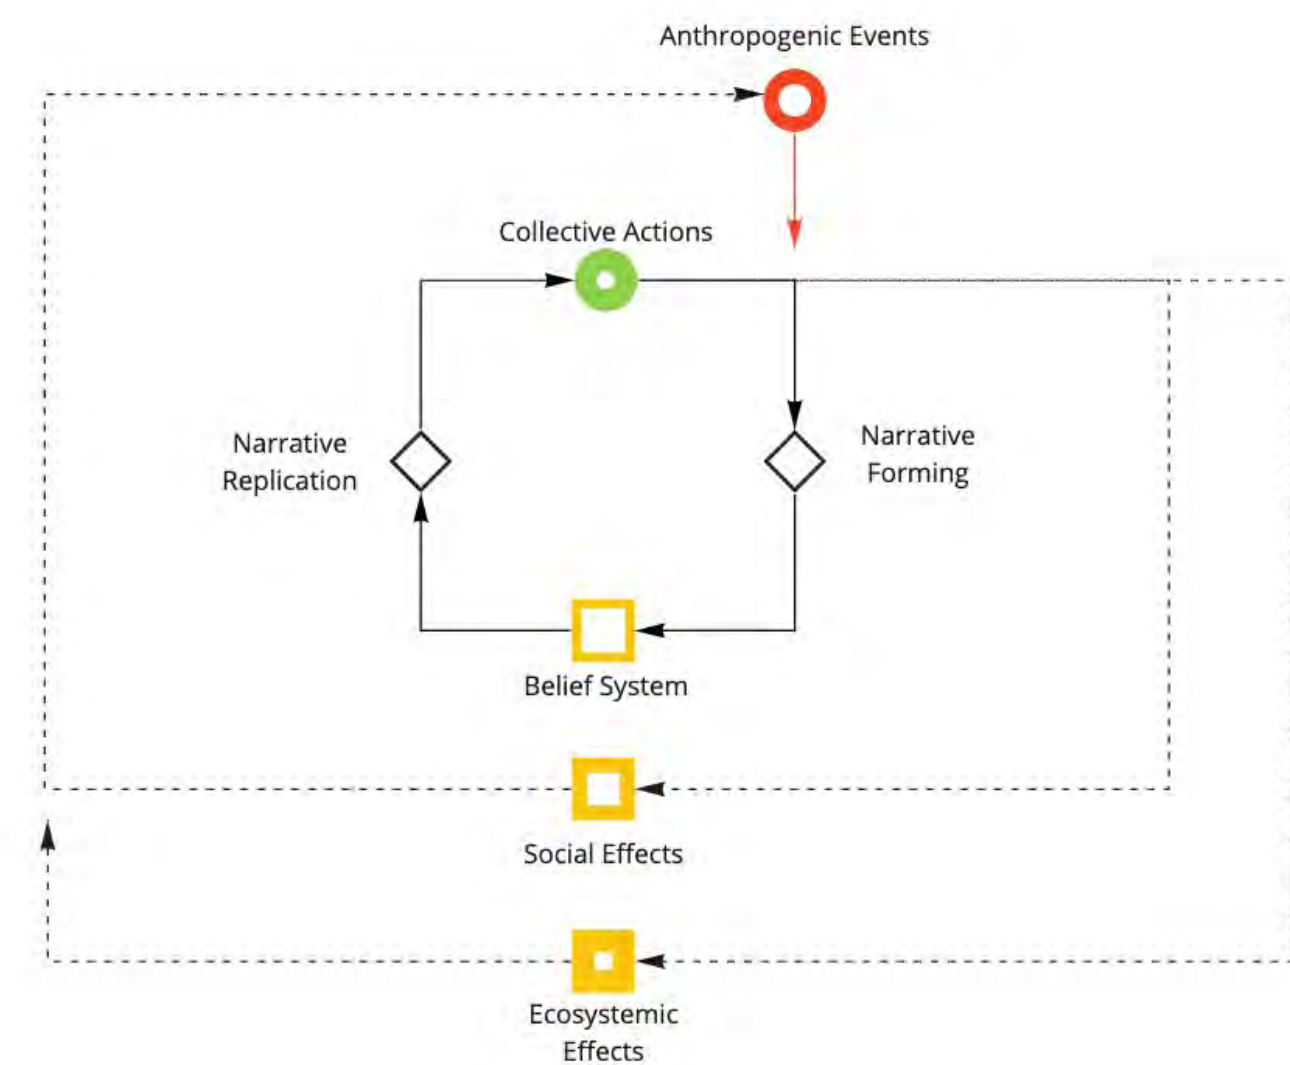 Anthropogenic Events
Collective Actions
Narrative
Replication
Narrative
Forming
Belief System
Social Effects
Ecosystemic
Effects